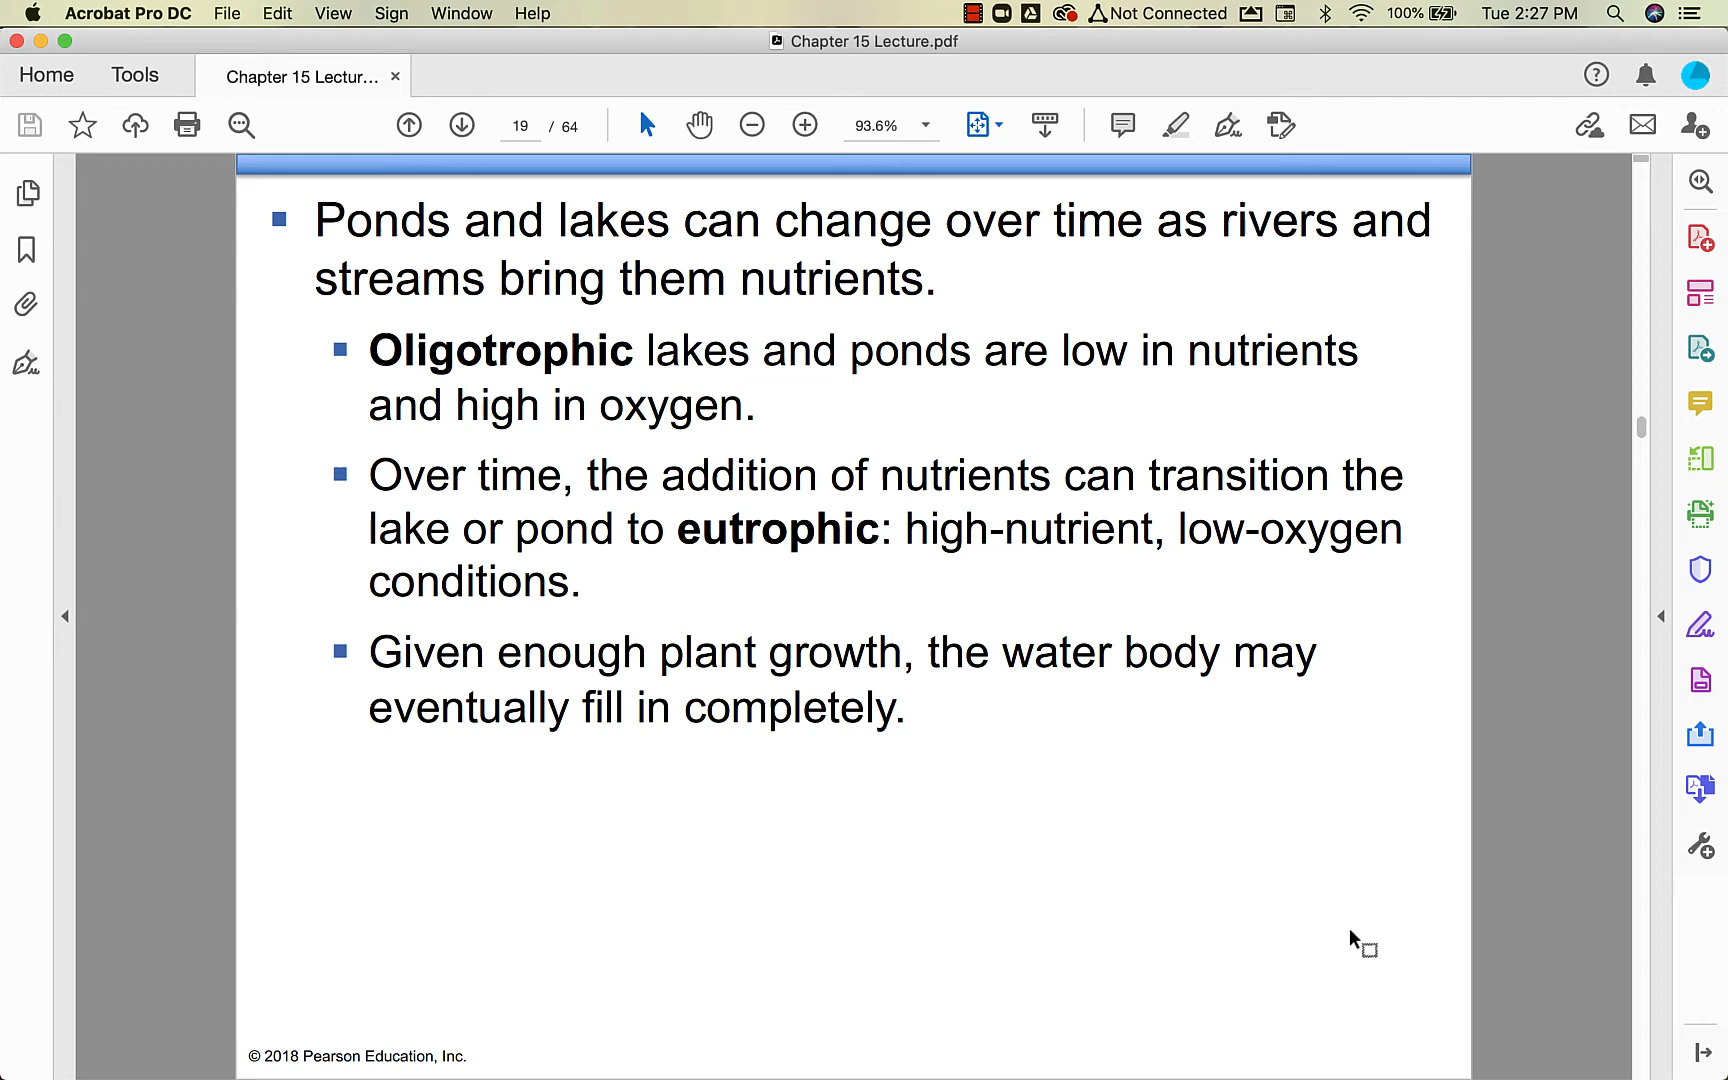 Acrobat Pro DC File Edit View Sign Window Help Not Connected 100% Tue 2:27 PM
Chapter 15 Lecture.pdf
Home Tools Chapter 15 Lectur... ×
19 / 64 93.6%
Ponds and lakes can change over time as rivers and
streams bring them nutrients.
Oligotrophic lakes and ponds are low in nutrients
and high in oxygen.
Over time, the addition of nutrients can transition the
lake or pond to eutrophic: high-nutrient, low-oxygen
conditions.
Given enough plant growth, the water body may
eventually fill in completely.
© 2018 Pearson Education, Inc.